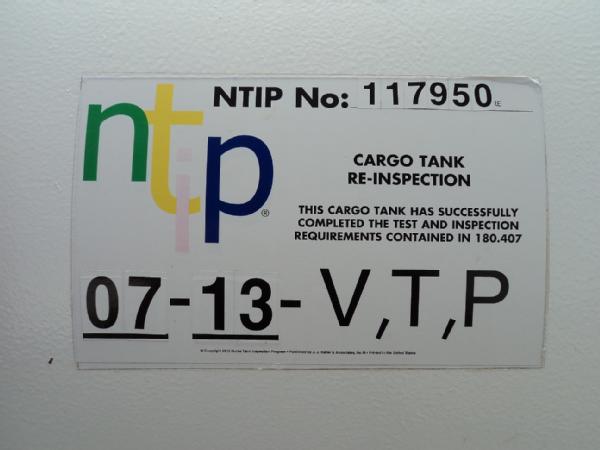 NTIP No: 117950
ntip®
CARGO TANK
RE-INSPECTION
THIS CARGO TANK HAS SUCCESSFULLY
COMPLETED THE TEST AND INSPECTION
REQUIREMENTS CONTAINED IN 180.407
07-13-V,T,P